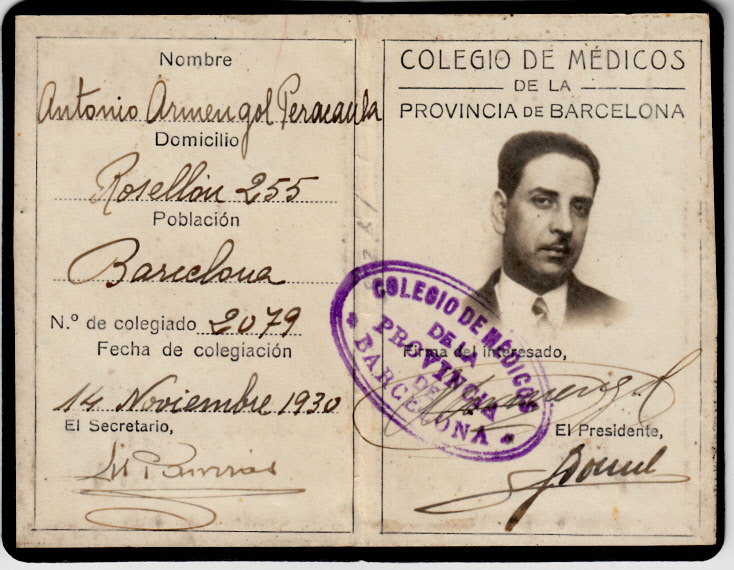 Nombre
Antonio Armengol Peracaula
Domicilio
Rosellón 255
Población
Barcelona
N.º de colegiado 2079
Fecha de colegiación
14 Noviembre 1930
El Secretario,
COLEGIO DE MÉDICOS
DE LA
PROVINCIA DE BARCELONA
COLEGIO DE MÉDICOS
DE LA
PROVINCIA
DE
* BARCELONA *
Firma del interesado,
Armengol
El Presidente,